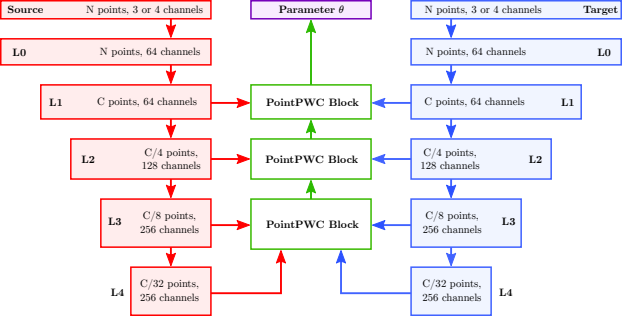 Source N points, 3 or 4 channels
Parameter θ
N points, 3 or 4 channels Target
L0 N points, 64 channels
N points, 64 channels L0
L1 C points, 64 channels
PointPWC Block
C points, 64 channels L1
L2 C/4 points,
128 channels
PointPWC Block
C/4 points,
128 channels
L2
L3 C/8 points,
256 channels
PointPWC Block
C/8 points,
256 channels
L3
L4 C/32 points,
256 channels
C/32 points,
256 channels
L4